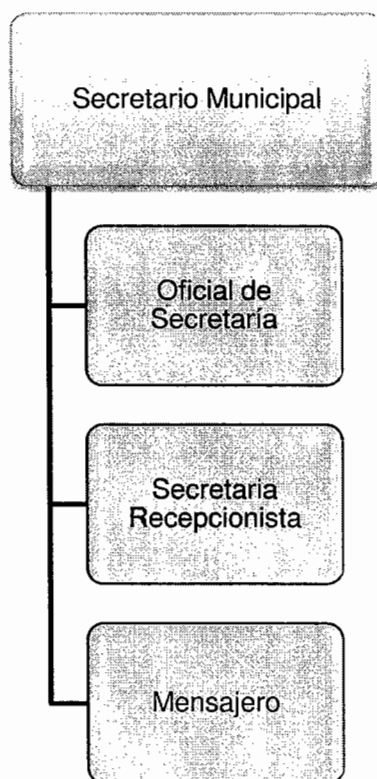 Secretario Municipal
Oficial de
Secretaría
Secretaria
Recepcionista
Mensajero